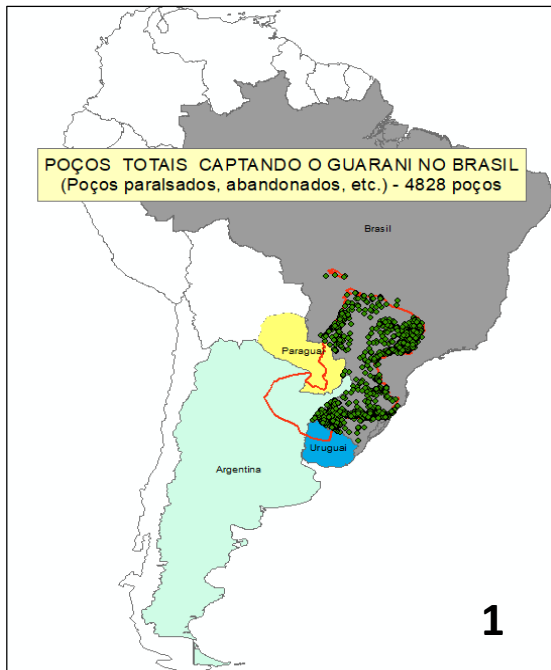 POÇOS TOTAIS CAPTANDO O GUARANI NO BRASIL
(Poços paralsados, abandonados, etc.) - 4828 poços
Brasil
Paraguai
Uruguai
Argentina
1